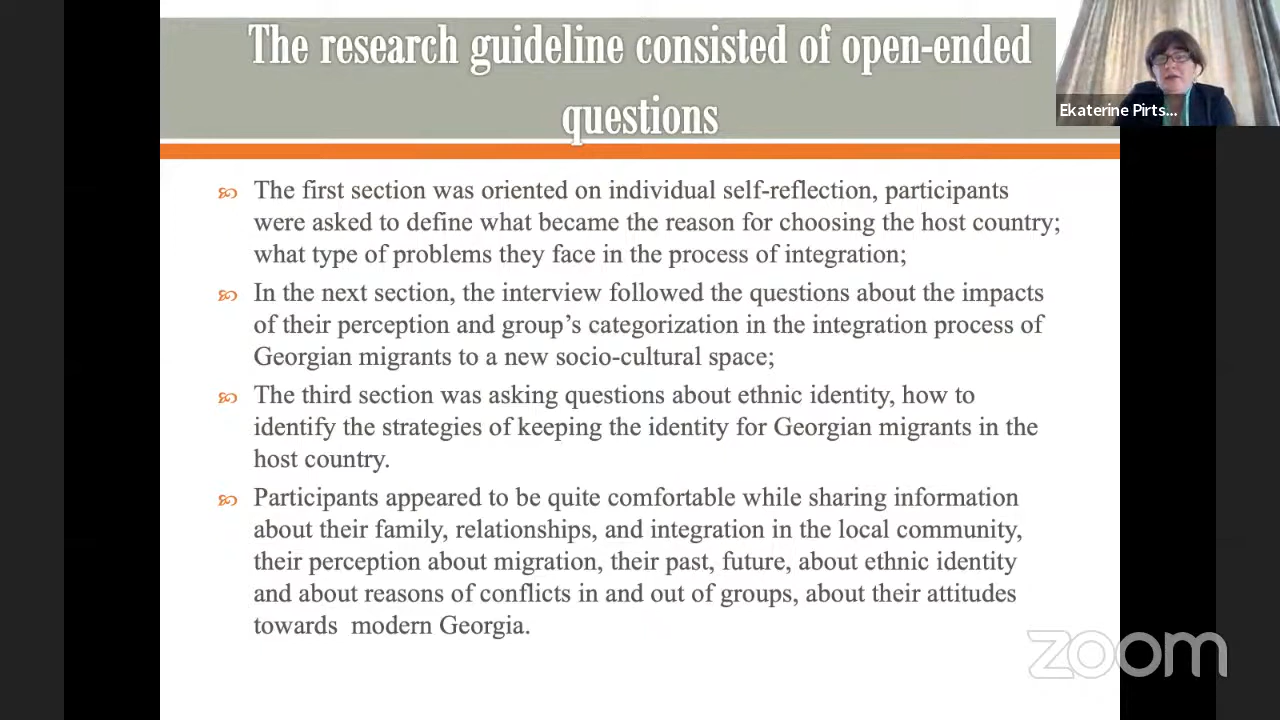 The research guideline consisted of open-ended
questions
Ekaterine Pirts...
The first section was oriented on individual self-reflection, participants
were asked to define what became the reason for choosing the host country;
what type of problems they face in the process of integration;
In the next section, the interview followed the questions about the impacts
of their perception and group's categorization in the integration process of
Georgian migrants to a new socio-cultural space;
The third section was asking questions about ethnic identity, how to
identify the strategies of keeping the identity for Georgian migrants in the
host country.
Participants appeared to be quite comfortable while sharing information
about their family, relationships, and integration in the local community,
their perception about migration, their past, future, about ethnic identity
and about reasons of conflicts in and out of groups, about their attitudes
towards  modern Georgia.
zoom